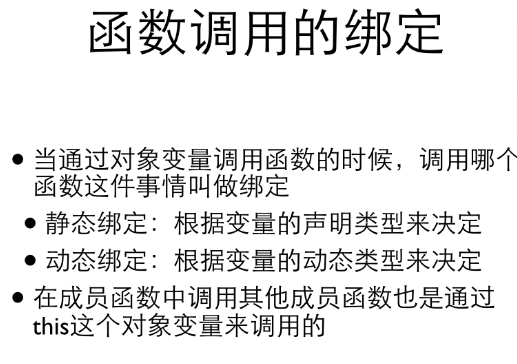 函数调用的绑定
• 当通过对象变量调用函数的时候，调用哪个
函数这件事情叫做绑定
• 静态绑定：根据变量的声明类型来决定
• 动态绑定：根据变量的动态类型来决定
• 在成员函数中调用其他成员函数也是通过
this这个对象变量来调用的